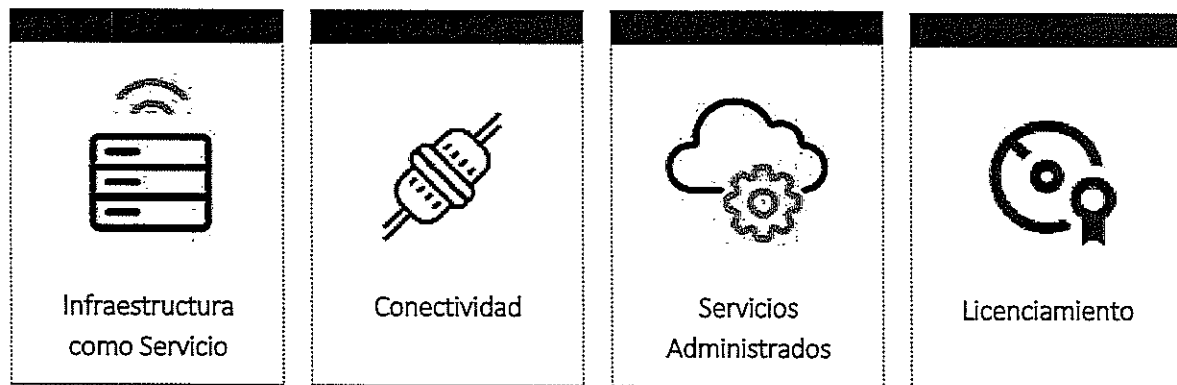 Infraestructura
como Servicio
Conectividad
Servicios
Administrados
Licenciamiento